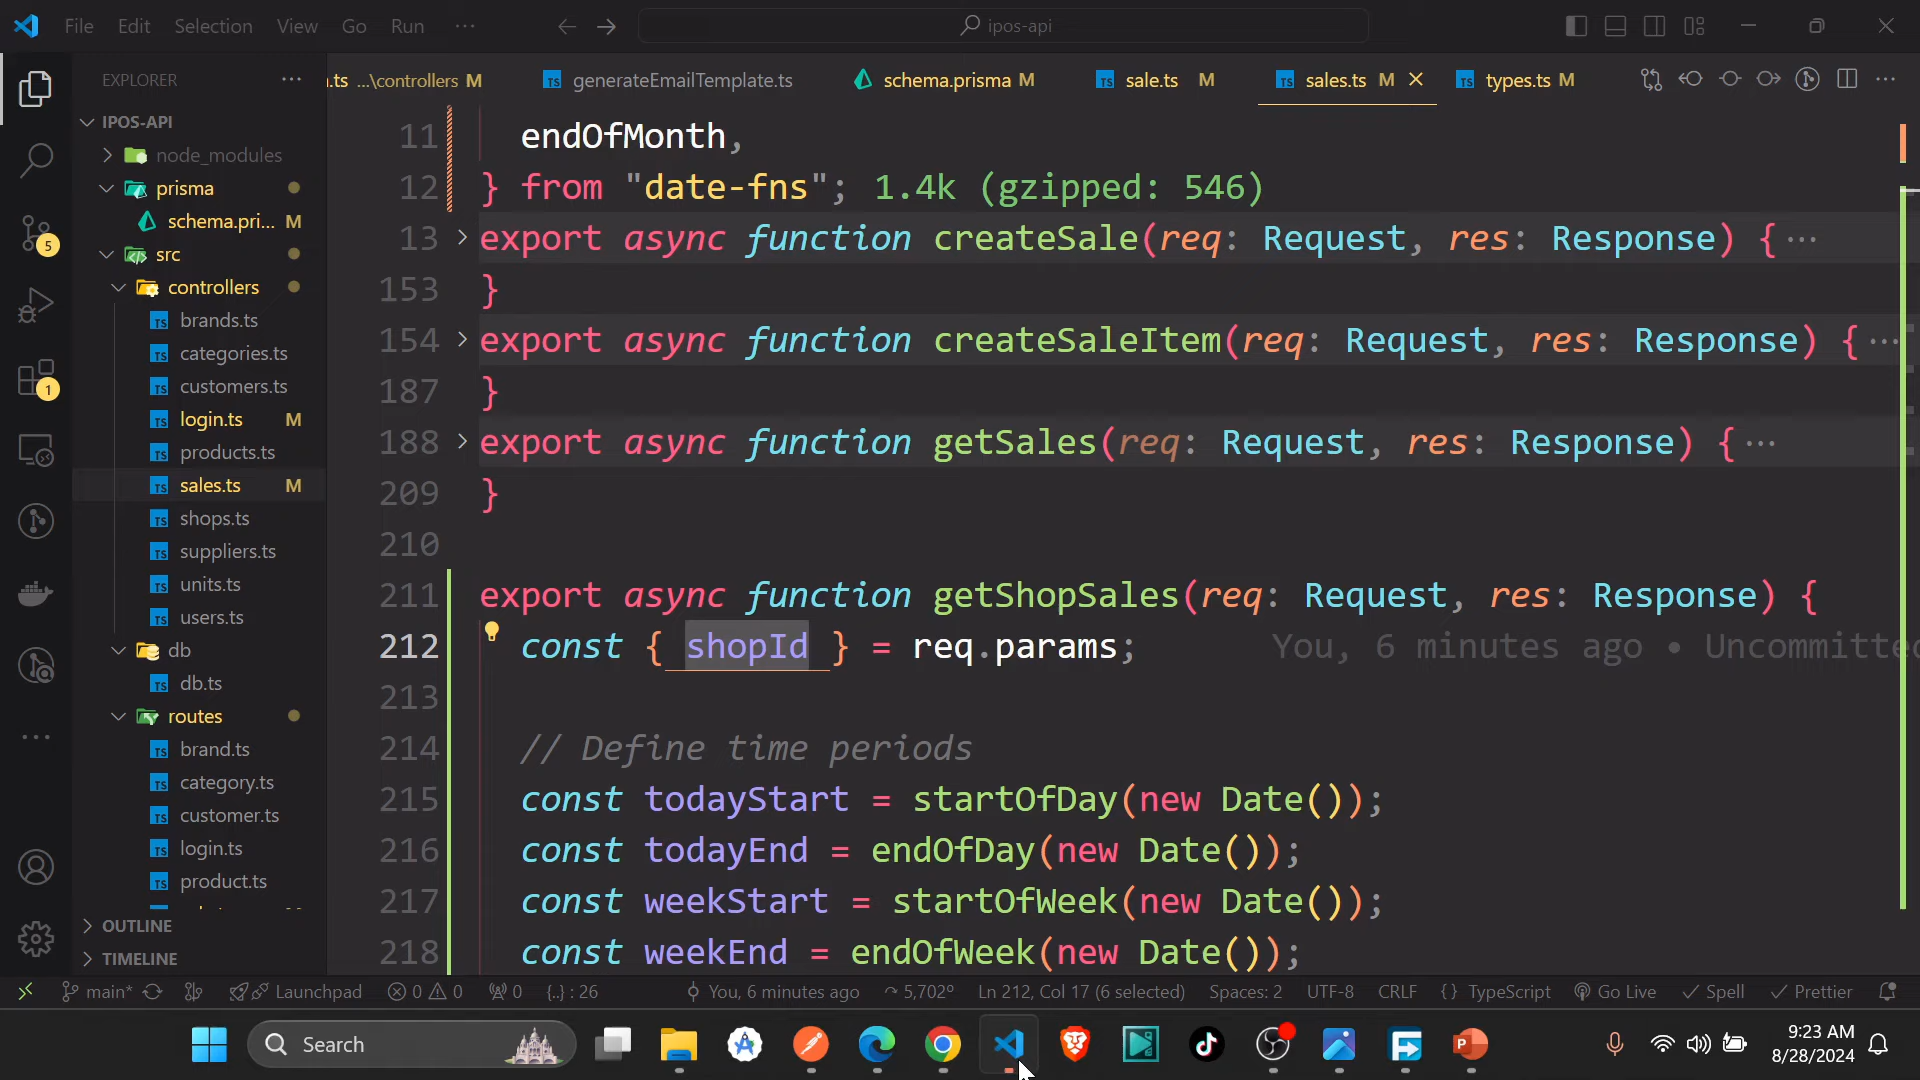 File Edit Selection View Go Run ··· ipos-api
EXPLORER ···
.ts ...\controllers M generateEmailTemplate.ts schema.prisma M sale.ts M sales.ts M types.ts M
IPOS-API
node_modules
prisma
schema.pri... M
src
controllers
brands.ts
categories.ts
customers.ts
login.ts M
products.ts
sales.ts M
shops.ts
suppliers.ts
units.ts
users.ts
db
db.ts
routes
brand.ts
category.ts
customer.ts
login.ts
product.ts
OUTLINE
TIMELINE
5
1
11 endOfMonth,
12 } from "date-fns"; 1.4k (gzipped: 546)
13 export async function createSale(req: Request, res: Response) {···
153 }
154 export async function createSaleItem(req: Request, res: Response) {···
187 }
188 export async function getSales(req: Request, res: Response) {···
209 }
210
211 export async function getShopSales(req: Request, res: Response) {
212 const { shopId } = req.params; You, 6 minutes ago • Uncommitte
213
214 // Define time periods
215 const todayStart = startOfDay(new Date());
216 const todayEnd = endOfDay(new Date());
217 const weekStart = startOfWeek(new Date());
218 const weekEnd = endOfWeek(new Date());
main* Launchpad 0 0 0 {..} : 26 You, 6 minutes ago 5,702° Ln 212, Col 17 (6 selected) Spaces: 2 UTF-8 CRLF {} TypeScript Go Live Spell Prettier
Search
9:23 AM
8/28/2024